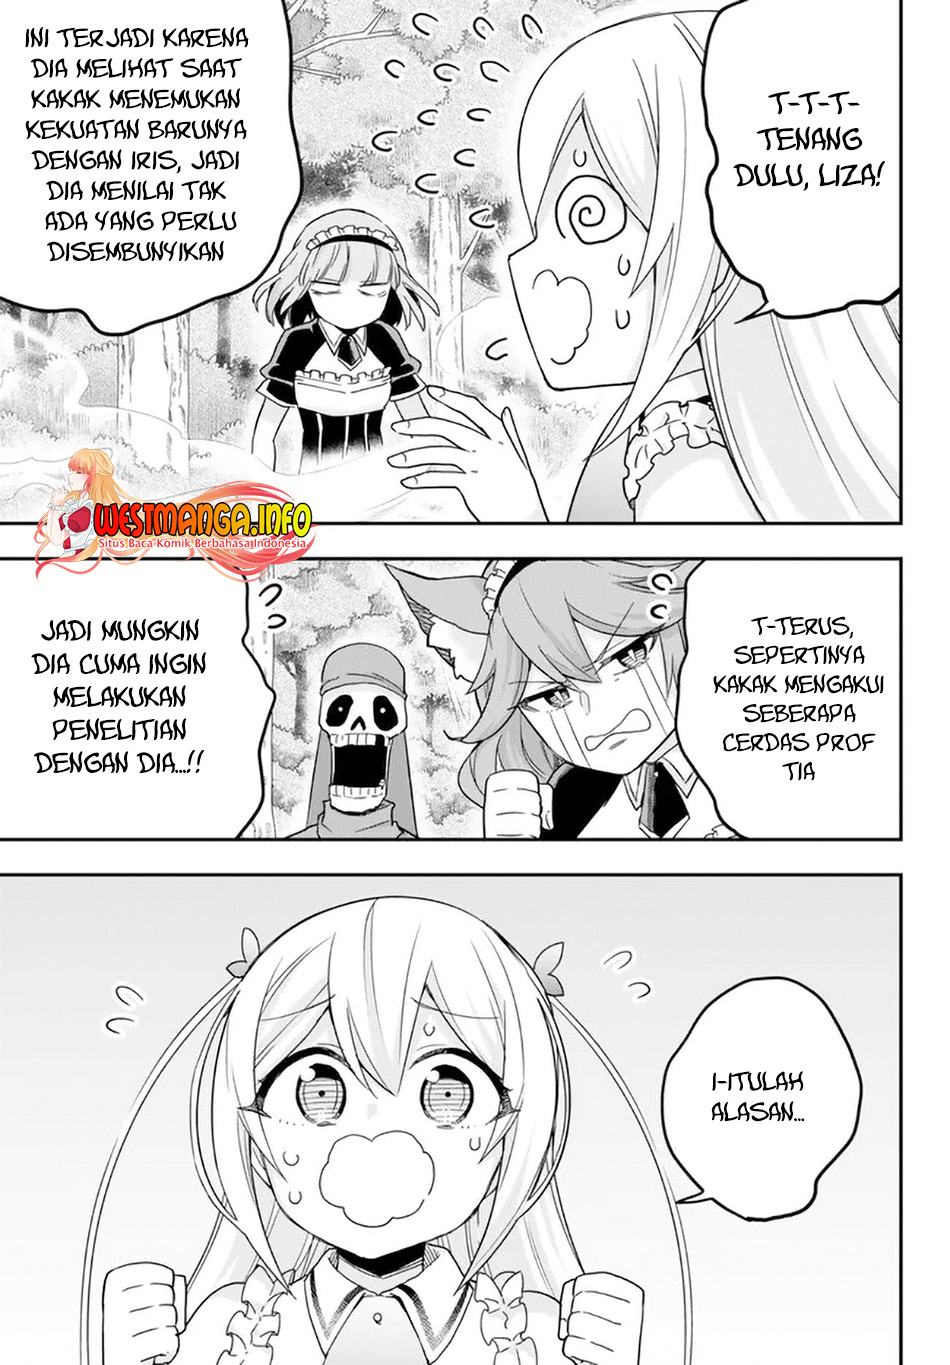 T-T-T-
TENANG
DULU, LIZA!
INI TERJADI KARENA
DIA MELIHAT SAAT
KAKAK MENEMUKAN
KEKUATAN BARUNYA
DENGAN IRIS, JADI
DIA MENILAI TAK
ADA YANG PERLU
DISEMBUNYIKAN
WESTMANGA.INFO
Situs Baca Komik Berbahasa Indonesia
T-TERUS,
SEPERTINYA
KAKAK MENGAKUI
SEBERAPA
CERDAS PROF
TIA
JADI MUNGKIN
DIA CUMA INGIN
MELAKUKAN
PENELITIAN
DENGAN DIA...!!
I-ITULAH
ALASAN...